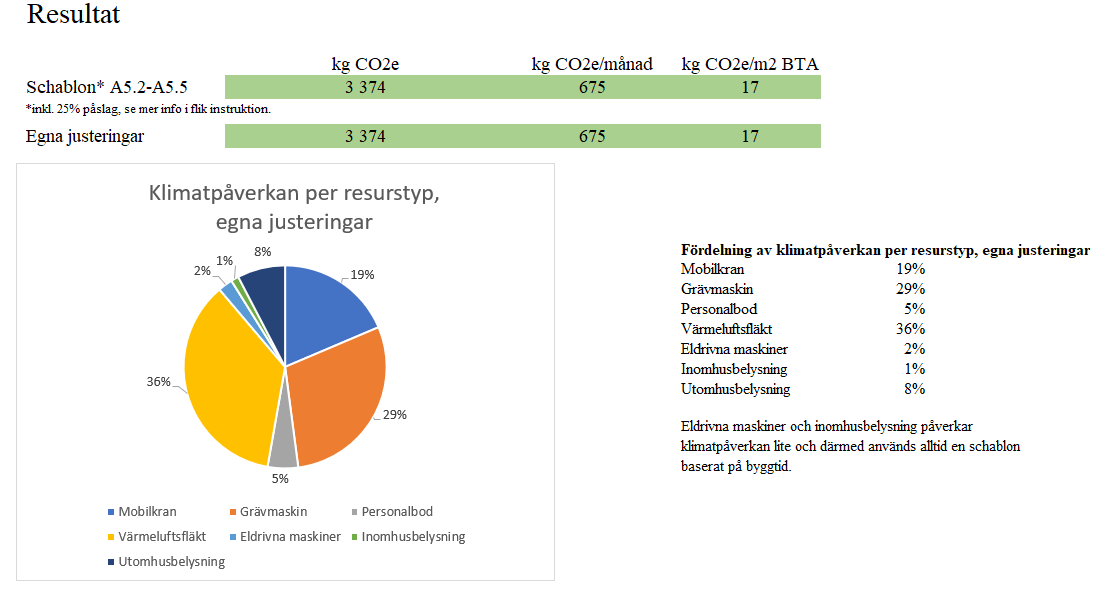 Resultat
kg CO2e kg CO2e/månad kg CO2e/m2 BTA
Schablon* A5.2-A5.5 3 374 675 17
*inkl. 25% påslag, se mer info i flik instruktion.
Egna justeringar 3 374 675 17
Klimatpåverkan per resurstyp,
egna justeringar
8%
1%
2%
19%
36%
29%
5%
Mobilkran Grävmaskin Personalbod
Värmeluftsfläkt Eldrivna maskiner Inomhusbelysning
Utomhusbelysning
Fördelning av klimatpåverkan per resurstyp, egna justeringar
Mobilkran 19%
Grävmaskin 29%
Personalbod 5%
Värmeluftsfläkt 36%
Eldrivna maskiner 2%
Inomhusbelysning 1%
Utomhusbelysning 8%
Eldrivna maskiner och inomhusbelysning påverkar
klimatpåverkan lite och därmed används alltid en schablon
baserat på byggtid.